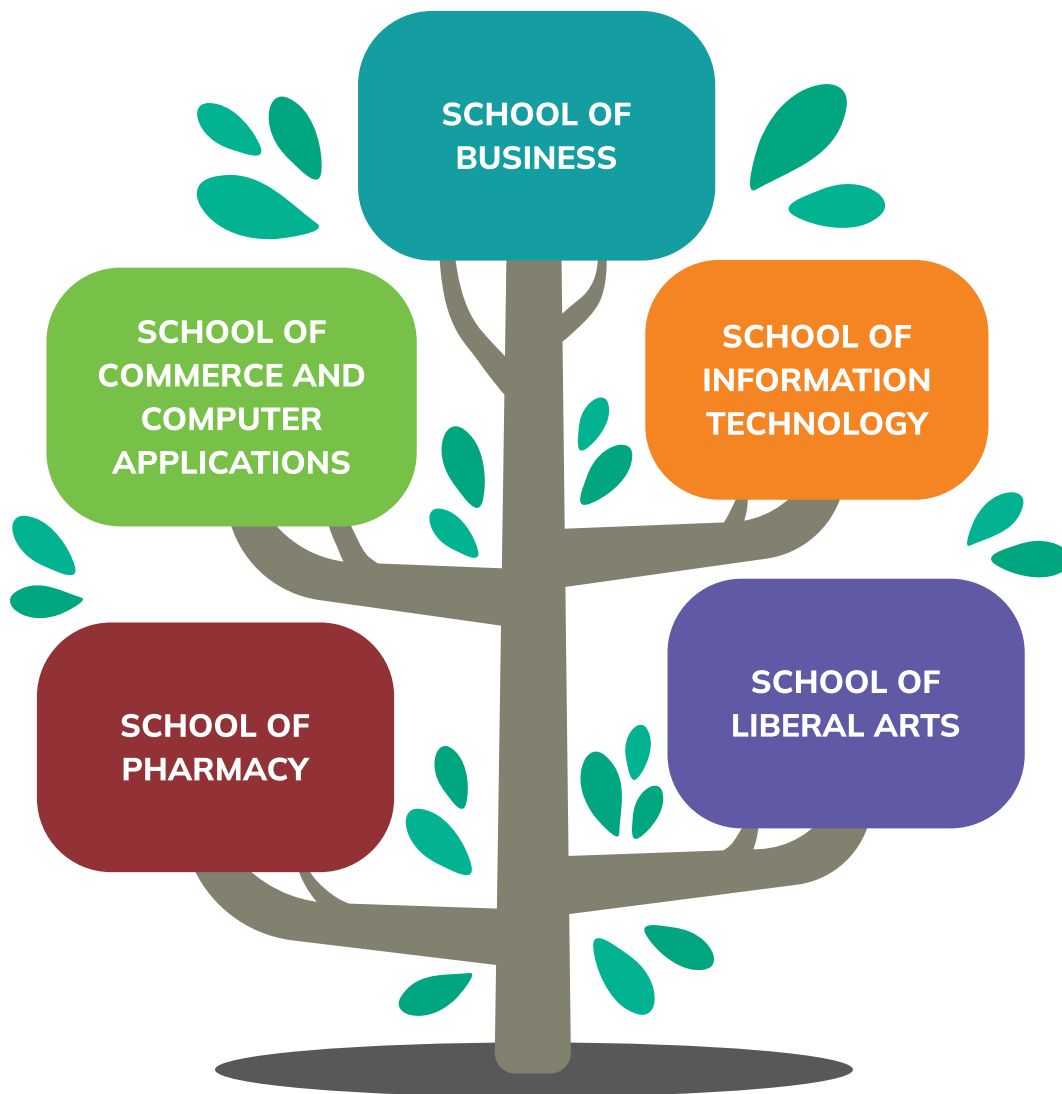 SCHOOL OF
BUSINESS
SCHOOL OF
COMMERCE AND
COMPUTER
APPLICATIONS
SCHOOL OF
INFORMATION
TECHNOLOGY
SCHOOL OF
PHARMACY
SCHOOL OF
LIBERAL ARTS